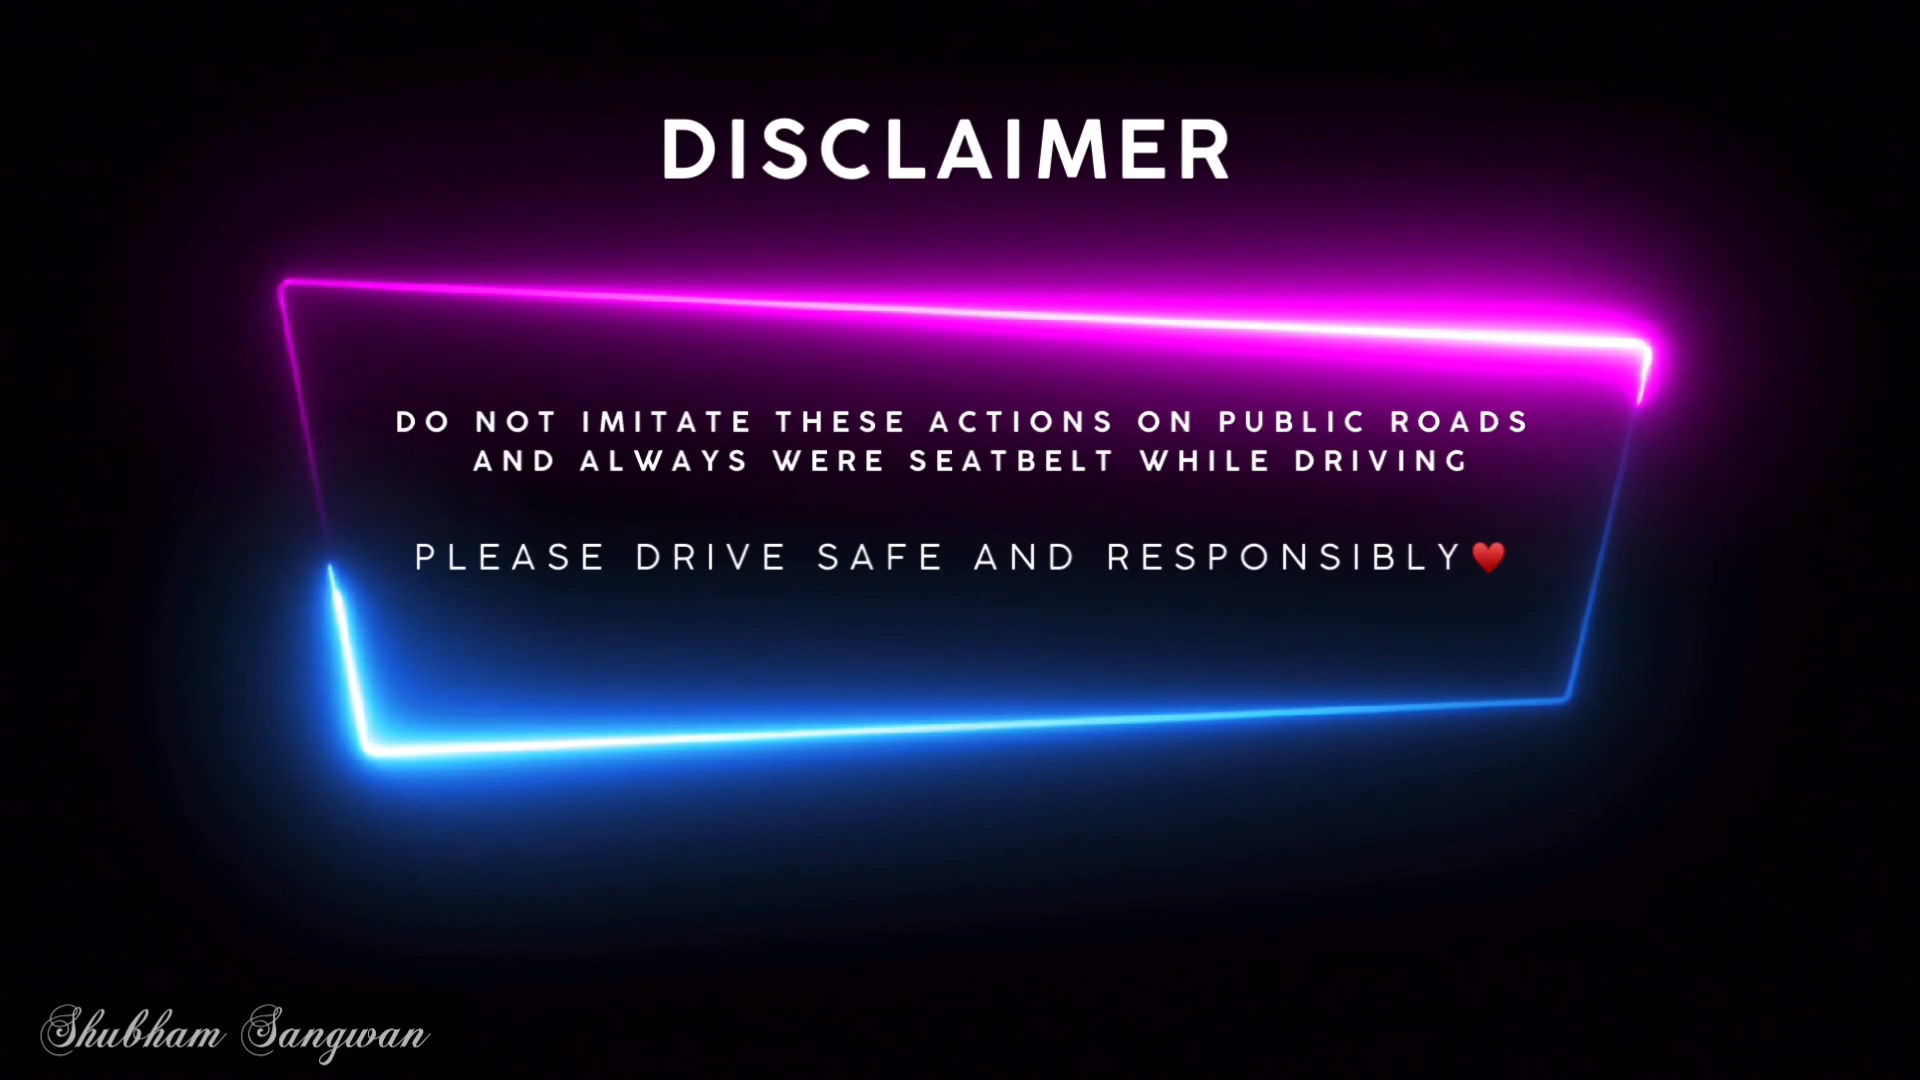 DISCLAIMER
DO NOT IMITATE THESE ACTIONS ON PUBLIC ROADS
AND ALWAYS WERE SEATBELT WHILE DRIVING
PLEASE DRIVE SAFE AND RESPONSIBLY♥️
Shubham Sangwan